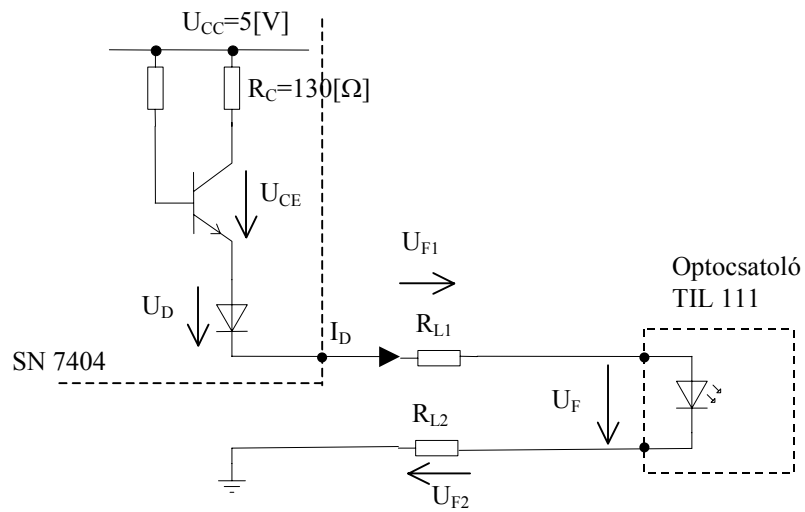 U_CC=5[V]
R_C=130[Ω]
U_CE
U_F1
Optocsatoló
TIL 111
U_D
I_D
R_L1
SN 7404
U_F
R_L2
U_F2